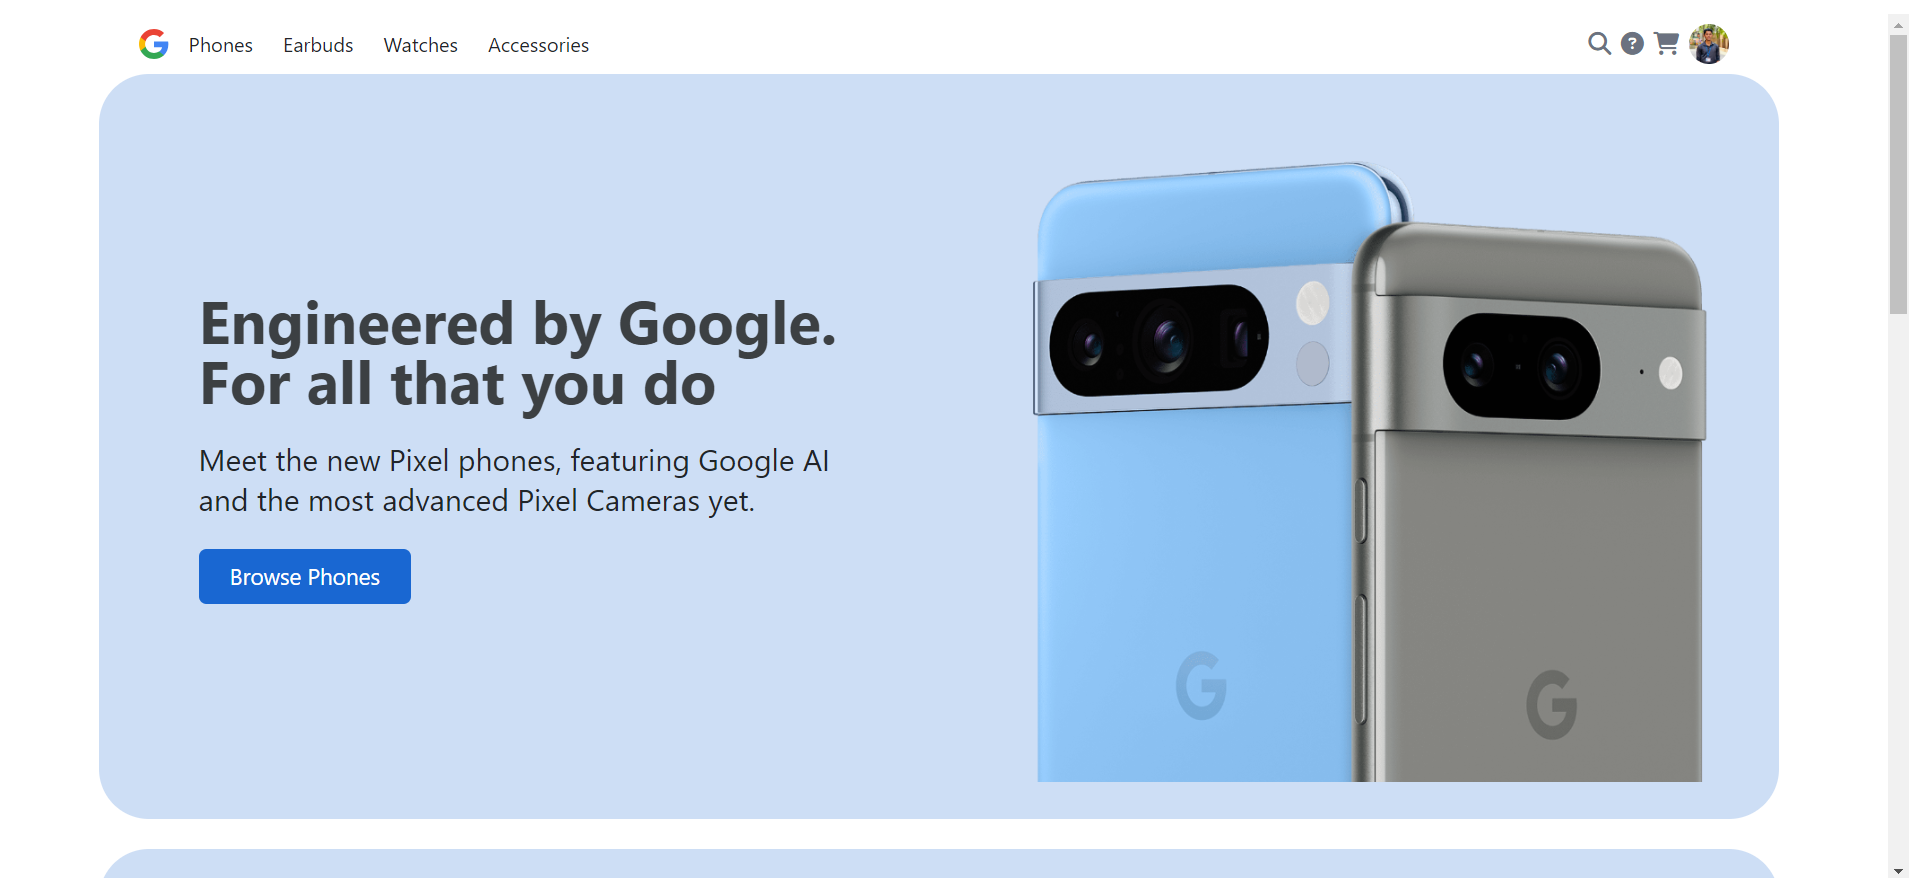 Phones Earbuds Watches Accessories
Engineered by Google.
For all that you do
Meet the new Pixel phones, featuring Google AI
and the most advanced Pixel Cameras yet.
Browse Phones